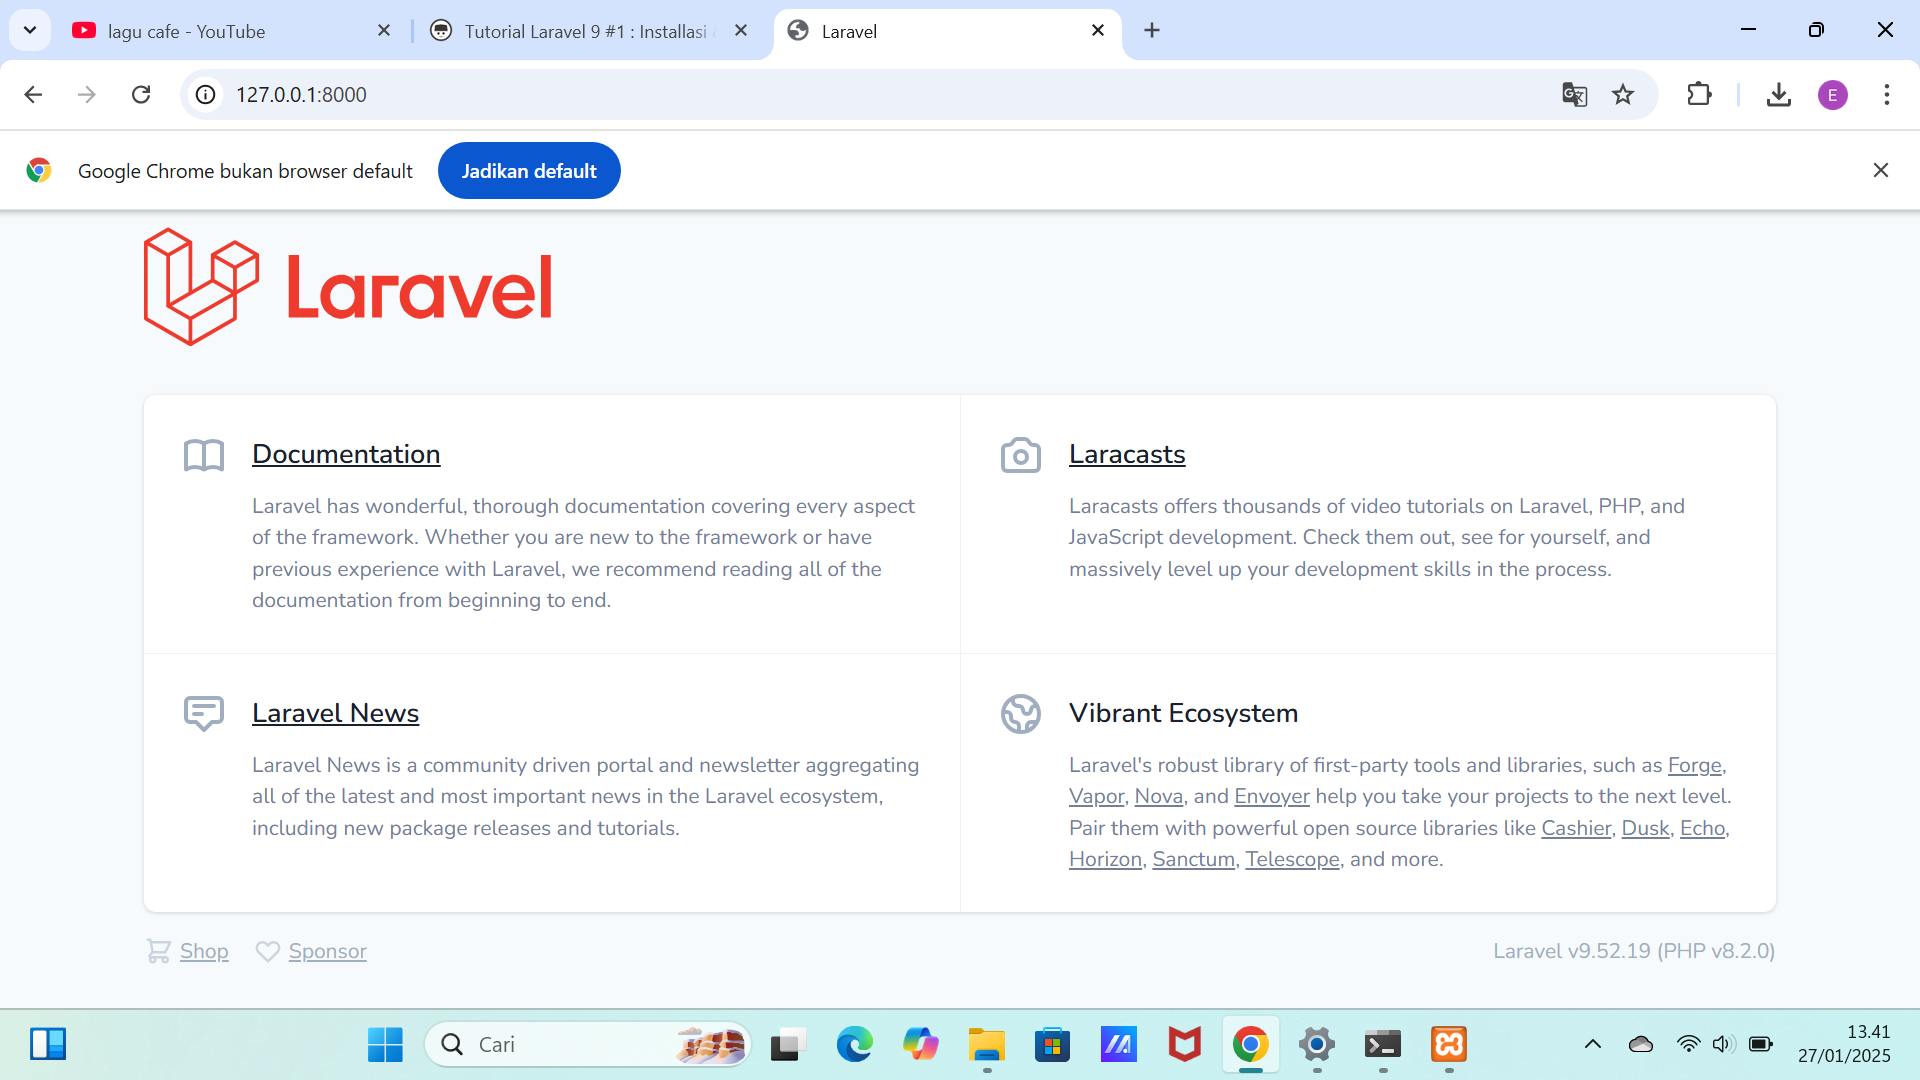 lagu cafe - YouTube
Tutorial Laravel 9 #1 : Installasi
Laravel
127.0.0.1:8000
E
Google Chrome bukan browser default
Jadikan default
Laravel
Documentation
Laravel has wonderful, thorough documentation covering every aspect
of the framework. Whether you are new to the framework or have
previous experience with Laravel, we recommend reading all of the
documentation from beginning to end.
Laracasts
Laracasts offers thousands of video tutorials on Laravel, PHP, and
JavaScript development. Check them out, see for yourself, and
massively level up your development skills in the process.
Laravel News
Laravel News is a community driven portal and newsletter aggregating
all of the latest and most important news in the Laravel ecosystem,
including new package releases and tutorials.
Vibrant Ecosystem
Laravel's robust library of first-party tools and libraries, such as Forge,
Vapor, Nova, and Envoyer help you take your projects to the next level.
Pair them with powerful open source libraries like Cashier, Dusk, Echo,
Horizon, Sanctum, Telescope, and more.
Shop
Sponsor
Laravel v9.52.19 (PHP v8.2.0)
Cari
13.41
27/01/2025